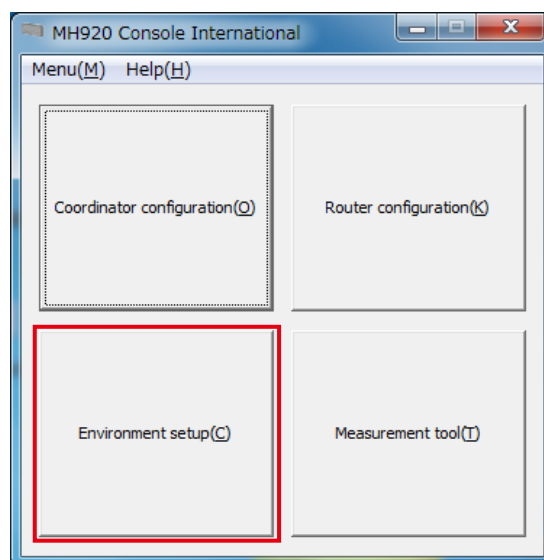 MH920 Console International
Menu(M) Help(H)
Coordinator configuration(O)
Router configuration(K)
Environment setup(C)
Measurement tool(T)